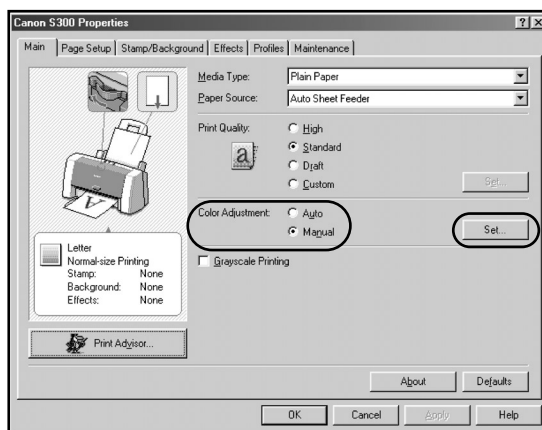 Canon S300 Properties
Main Page Setup Stamp/Background Effects Profiles Maintenance
Media Type: Plain Paper
Paper Source: Auto Sheet Feeder
Print Quality: High
Standard
Draft
Custom
Set...
Color Adjustment: Auto
Manual
Set...
Grayscale Printing
Letter
Normal-size Printing
Stamp: None
Background: None
Effects: None
Print Advisor...
About Defaults
OK Cancel Apply Help